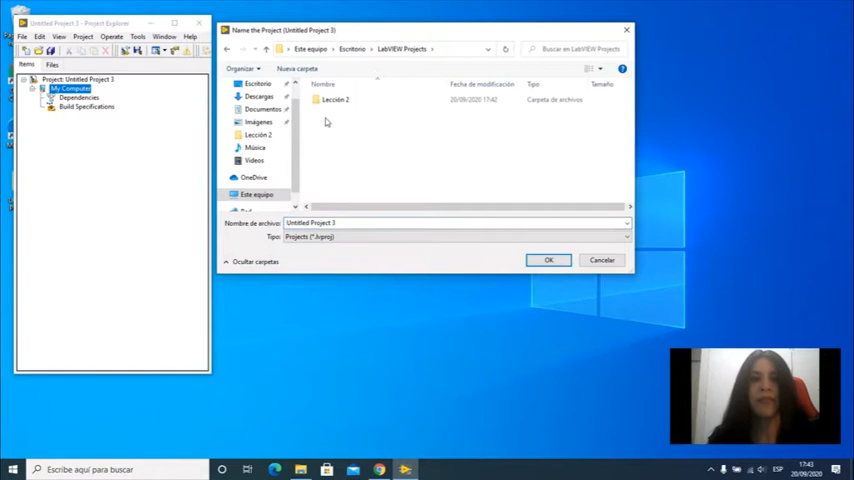 Untitled Project 3 - Project Explorer
File Edit View Project Operate Tools Window Help
Items Files
Project: Untitled Project 3
My Computer
Dependencies
Build Specifications
Name the Project (Untitled Project 3)
Este equipo > Escritorio > LabVIEW Projects >
Buscar en LabVIEW Projects
Organizar Nueva carpeta
Nombre Fecha de modificación Tipo Tamaño
Lección 2 20/09/2020 17:42 Carpeta de archivos
Escritorio
Descargas
Documentos
Imágenes
Lección 2
Música
Vídeos
OneDrive
Este equipo
Nombre de archivo: Untitled Project 3
Tipo: Projects (*.lvproj)
Ocultar carpetas
OK Cancelar
Escribe aquí para buscar
ESP
17:43
20/09/2020